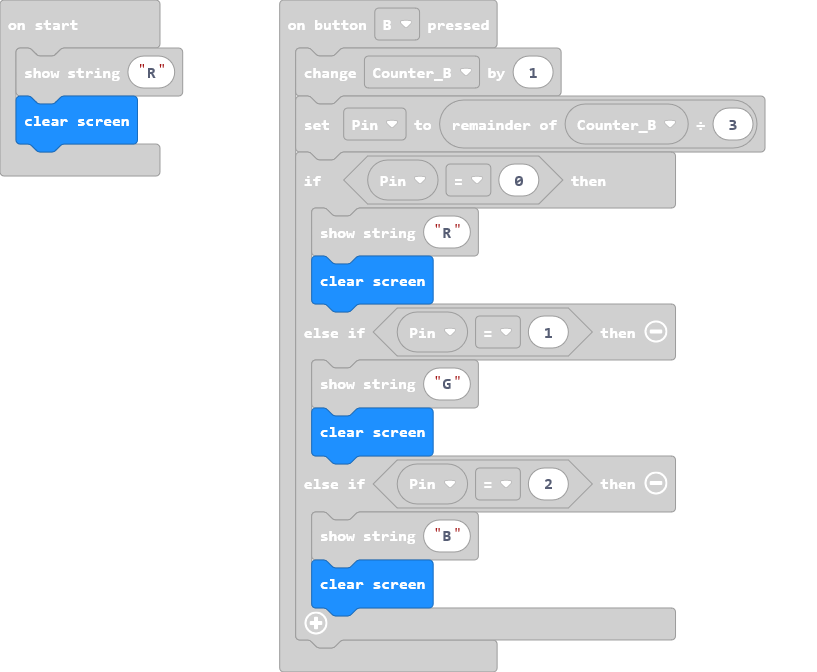 on start
show string "R"
clear screen
on button B pressed
change Counter_B by 1
set Pin to remainder of Counter_B ÷ 3
if Pin = 0 then
show string "R"
clear screen
else if Pin = 1 then
show string "G"
clear screen
else if Pin = 2 then
show string "B"
clear screen